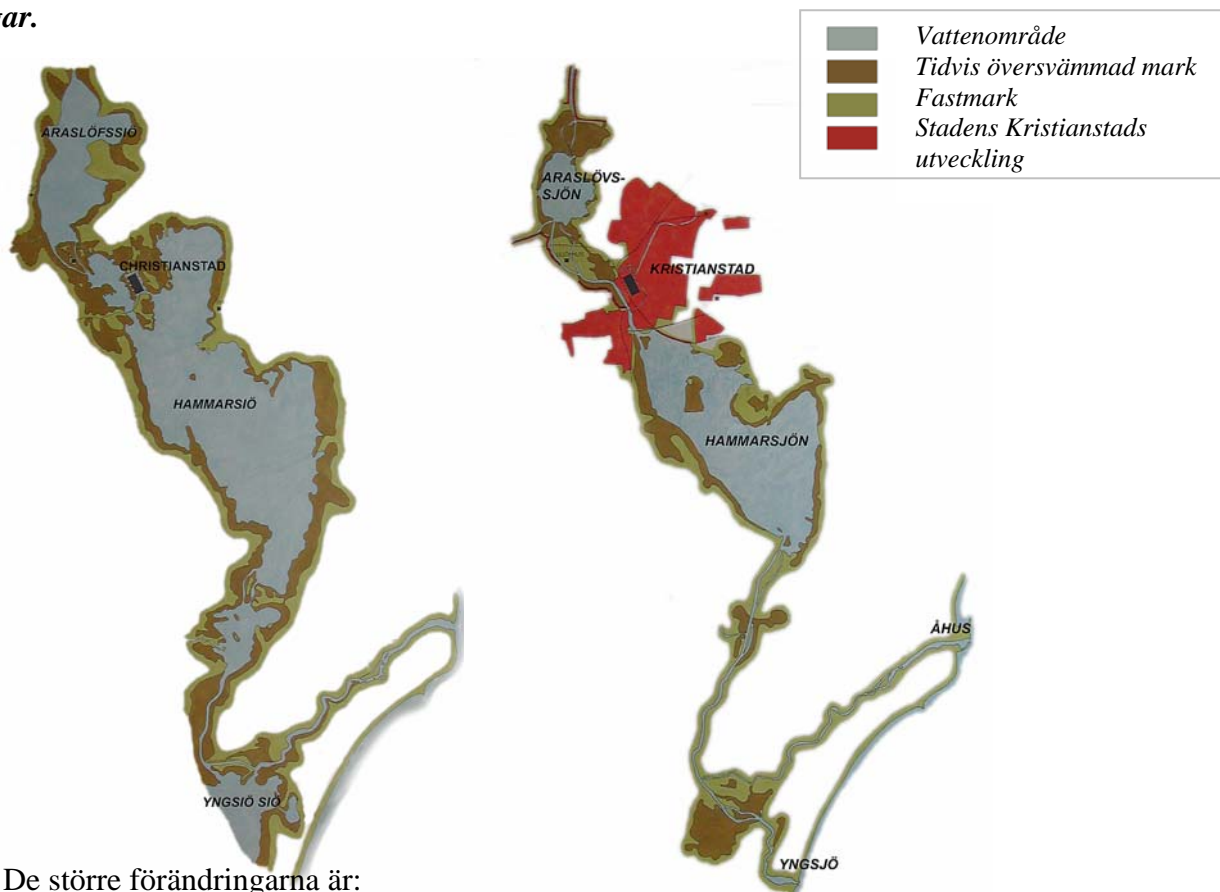 gar.
Vattenområde
Tidvis översvämmad mark
Fastmark
Stadens Kristianstads
utveckling
ARASLÖFSSIÖ
CHRISTIANSTAD
HAMMARSIÖ
YNGSIÖ SIÖ
ARASLÖVS-
SJÖN
KRISTIANSTAD
HAMMARSJÖN
ÅHUS
YNGSJÖ
De större förändringarna är: